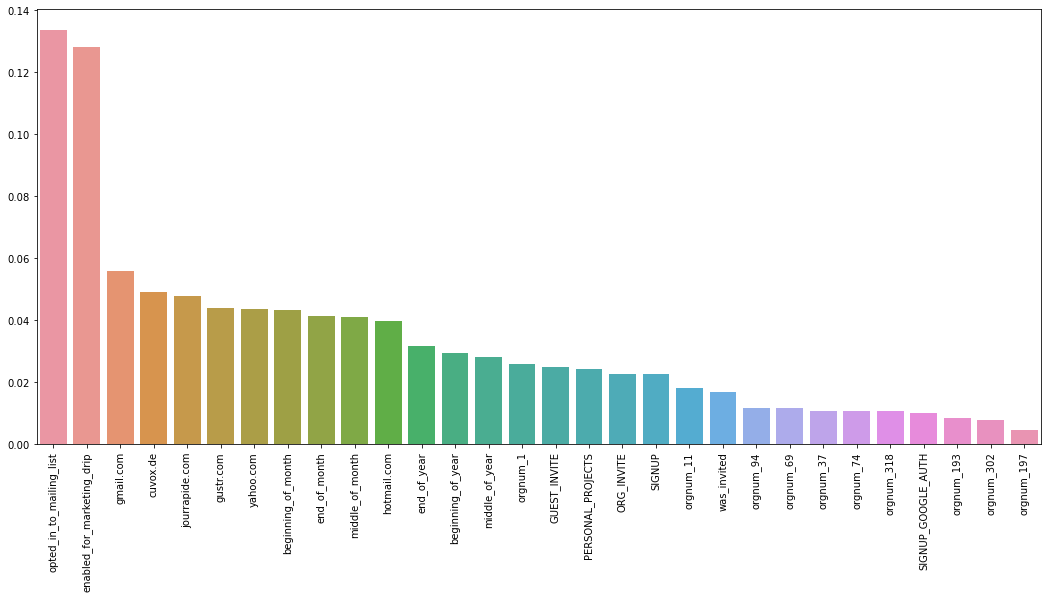 0.14
0.12
0.10
0.08
0.06
0.04
0.02
0.00
opted_in_to_mailing_list
enabled_for_marketing_drip
gmail.com
cuvox.de
jourrapide.com
gustr.com
yahoo.com
beginning_of_month
end_of_month
middle_of_month
hotmail.com
end_of_year
beginning_of_year
middle_of_year
orgnum_1
GUEST_INVITE
PERSONAL_PROJECTS
ORG_INVITE
SIGNUP
orgnum_11
was_invited
orgnum_94
orgnum_69
orgnum_37
orgnum_74
orgnum_318
SIGNUP_GOOGLE_AUTH
orgnum_193
orgnum_302
orgnum_197